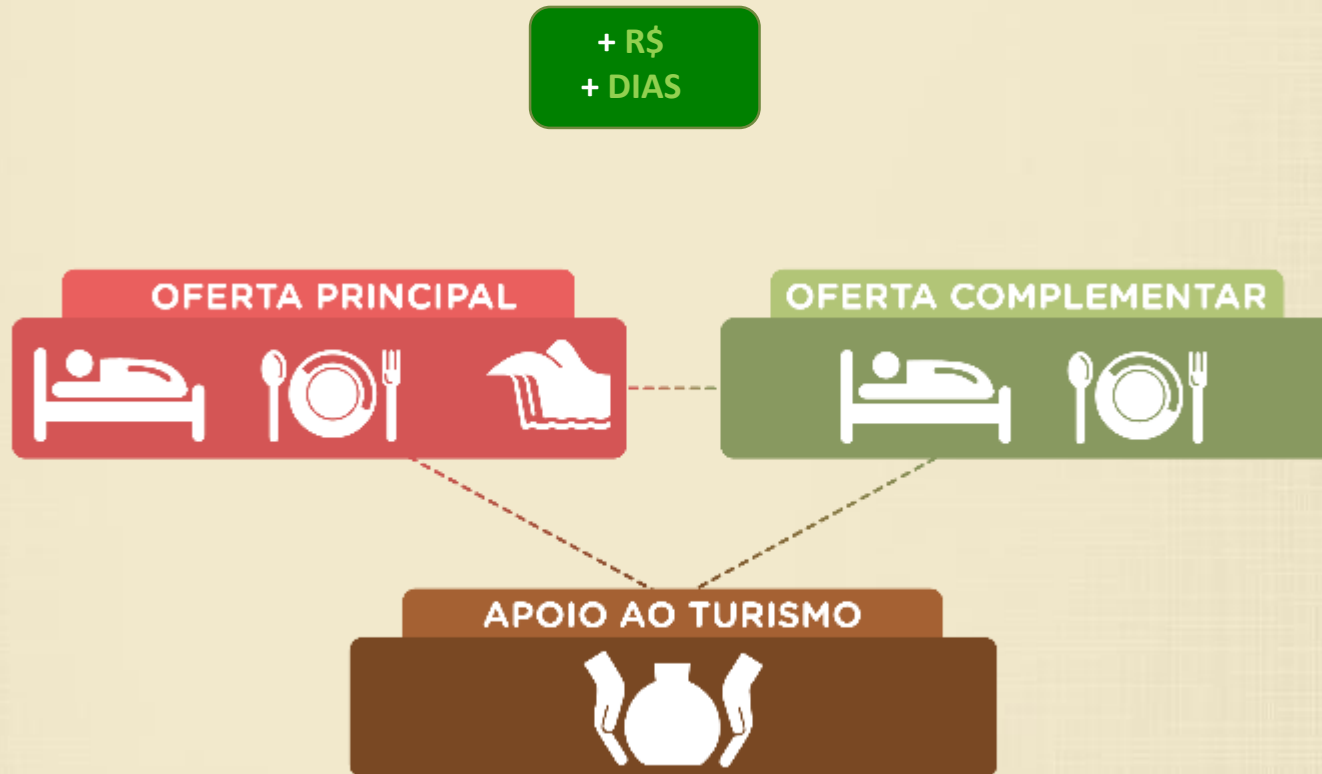 + R$
+ DIAS
OFERTA PRINCIPAL
OFERTA COMPLEMENTAR
APOIO AO TURISMO